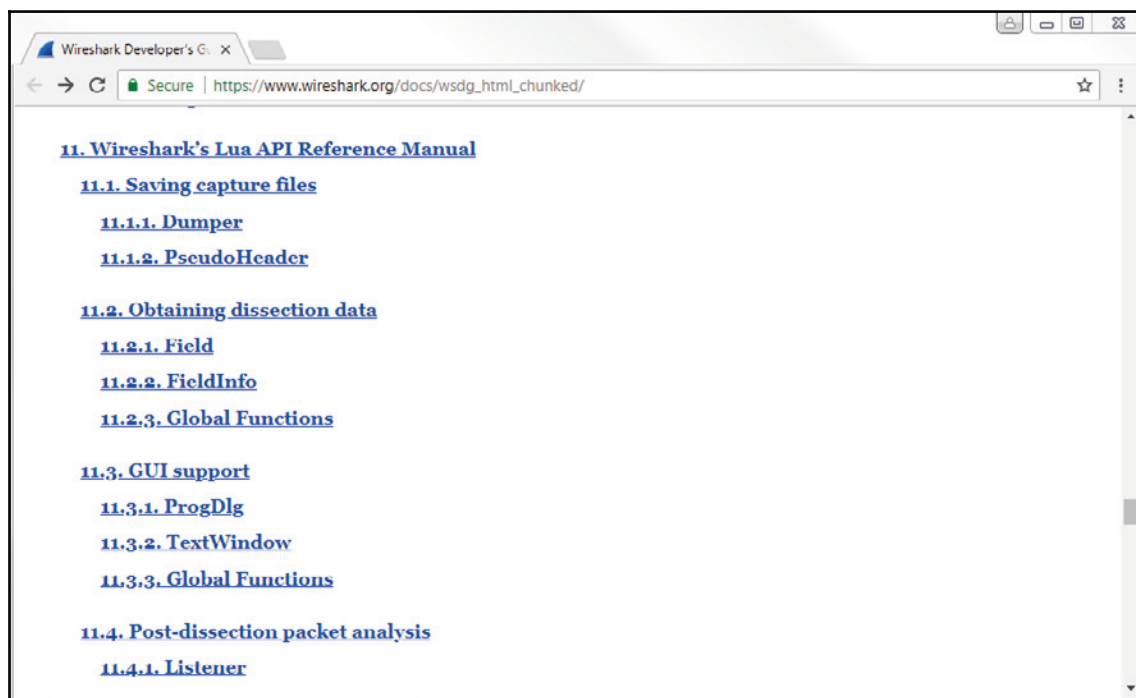 Wireshark Developer's G
Secure | https://www.wireshark.org/docs/wsdg_html_chunked/
11. Wireshark’s Lua API Reference Manual
11.1. Saving capture files
11.1.1. Dumper
11.1.2. PseudoHeader
11.2. Obtaining dissection data
11.2.1. Field
11.2.2. FieldInfo
11.2.3. Global Functions
11.3. GUI support
11.3.1. ProgDlg
11.3.2. TextWindow
11.3.3. Global Functions
11.4. Post-dissection packet analysis
11.4.1. Listener